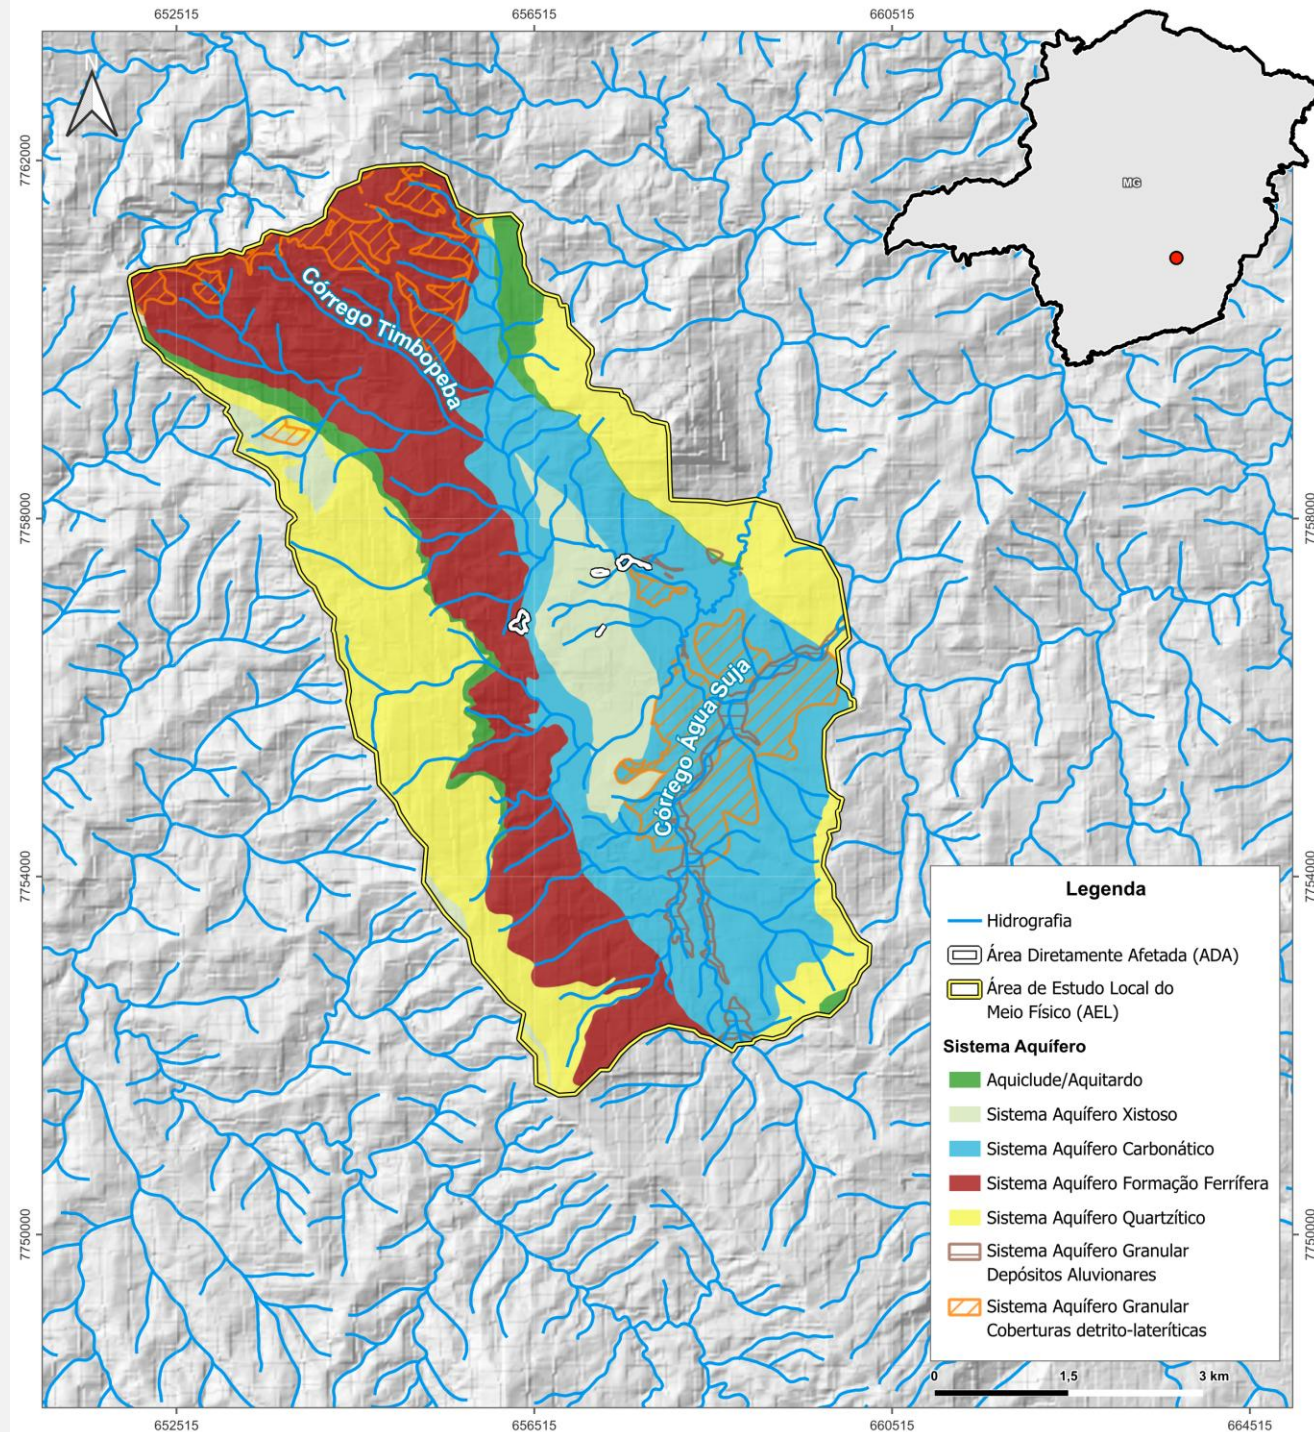 652515
656515
660515
N
7762000
MG
Córrego Timbopeba
7758000
7758000
Córrego Água Suja
7754000
7754000
Legenda
Hidrografia
Área Diretamente Afetada (ADA)
Área de Estudo Local do
Meio Físico (AEL)
Sistema Aquífero
Aquiclude/Aquitardo
Sistema Aquífero Xistoso
Sistema Aquífero Carbonático
Sistema Aquífero Formação Ferrífera
Sistema Aquífero Quartzítico
Sistema Aquífero Granular
Depósitos Aluvionares
Sistema Aquífero Granular
Coberturas detrito-lateríticas
7750000
7750000
0 1,5 3 km
652515
656515
660515
664515